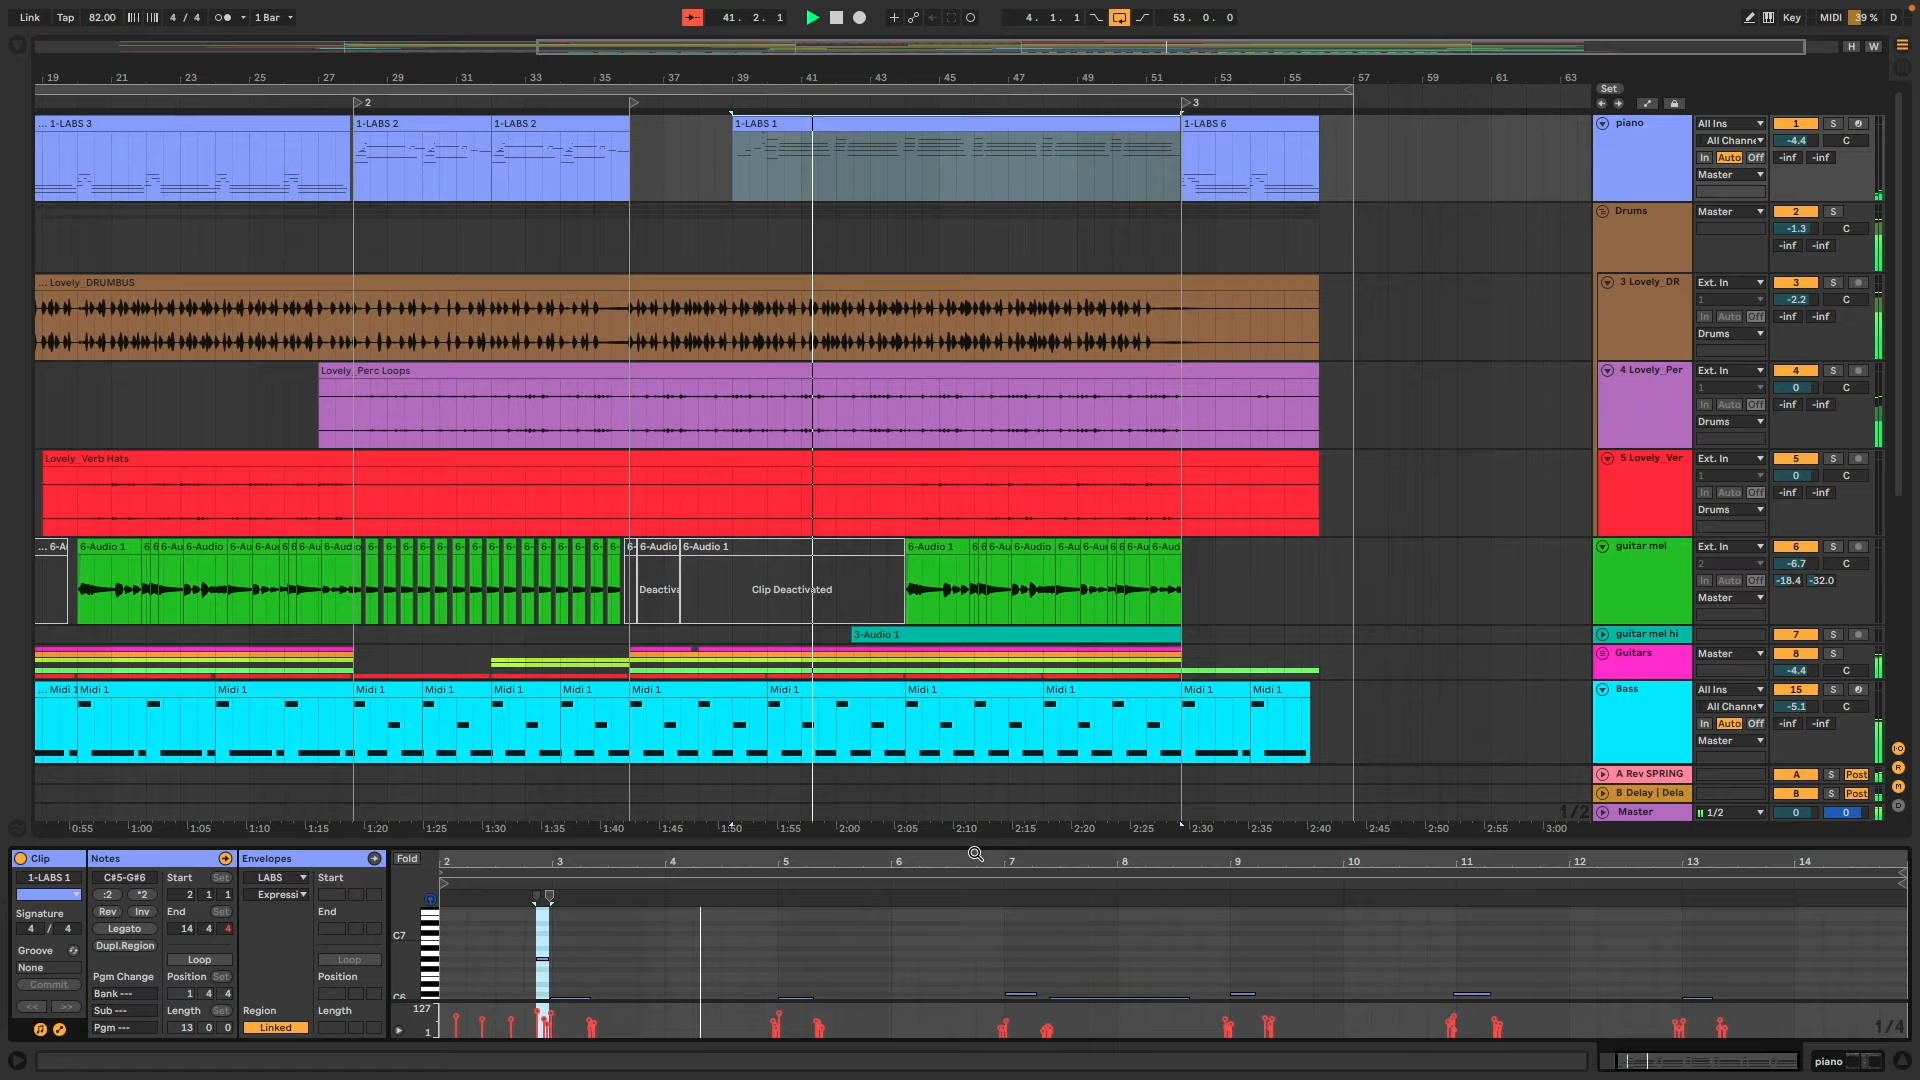 Link Tap 82.00 4 / 4 1 Bar 41. 2. 1 4. 1. 1 53. 0. 0 Key MIDI 39 % D
H W
19 21 23 25 27 29 31 33 35 37 39 41 43 45 47 49 51 53 55 57 59 61 63
Set
2 3
... 1-LABS 3 1-LABS 2 1-LABS 2 1-LABS 1 1-LABS 6 piano All Ins 1 S
All Channe -4.4 C
In Auto Off -inf -inf
Master
Drums Master 2 S
-1.3 C
-inf -inf
... Lovely_DRUMBUS 3 Lovely_DR Ext. In 3 S
1 -2.2 C
In Auto Off -inf -inf
Drums
Lovely_Perc Loops 4 Lovely_Per Ext. In 4 S
1 0 C
In Auto Off -inf -inf
Drums
Lovely_Verb Hats 5 Lovely_Ver Ext. In 5 S
1 0 C
In Auto Off -inf -inf
Drums
... 6-A 6-Audio 1 6 6 6-Au 6-Audio 6-Au 6-Au 6 6 6-Au 6-Audio 6- 6- 6- 6- 6- 6- 6- 6- 6- 6- 6- 6- 6- 6- 6- 6- 6-Audio 6-Audio 1 6-Audio 1 6 6 6-Au 6-Audio 6-Au 6-Au 6 6 6-Au 6-Aud guitar mel Ext. In 6 S
2 -6.7 C
Deactiva Clip Deactivated In Auto Off -18.4 -32.0
Master
3-Audio 1 guitar mel hi 7 S
Guitars Master 8 S
-4.4 C
... Midi 1 Midi 1 Midi 1 Midi 1 Midi 1 Midi 1 Midi 1 Midi 1 Midi 1 Midi 1 Midi 1 Midi 1 Midi 1 Bass All Ins 15 S
All Channe -5.1 C
In Auto Off -inf -inf
Master
A Rev SPRING A S Post
B Delay | Dela B S Post
1/2 Master 1/2 0 0
0:55 1:00 1:05 1:10 1:15 1:20 1:25 1:30 1:35 1:40 1:45 1:50 1:55 2:00 2:05 2:10 2:15 2:20 2:25 2:30 2:35 2:40 2:45 2:50 2:55 3:00
I·O
R
M
D
Clip Notes Envelopes Fold 2 3 4 5 6 7 8 9 10 11 12 13 14
1-LABS 1 C#5-G#6 Start Set LABS Start
:2 *2 2 1 1 Expressi
Signature Rev Inv End Set End
4 / 4 Legato 14 4 4
Dupl.Region C7
Groove Loop Loop
None Pgm Change Position Set Position
Commit Bank --- 1 4 4 C6
<< >> Sub --- Length Set Region Length 127
Pgm --- 13 0 0 Linked 1 1/4
piano